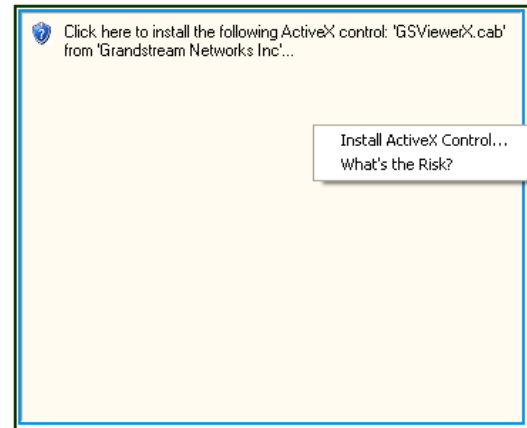 Click here to install the following ActiveX control: 'GSViewerX.cab'
from 'Grandstream Networks Inc'...
Install ActiveX Control...
What's the Risk?